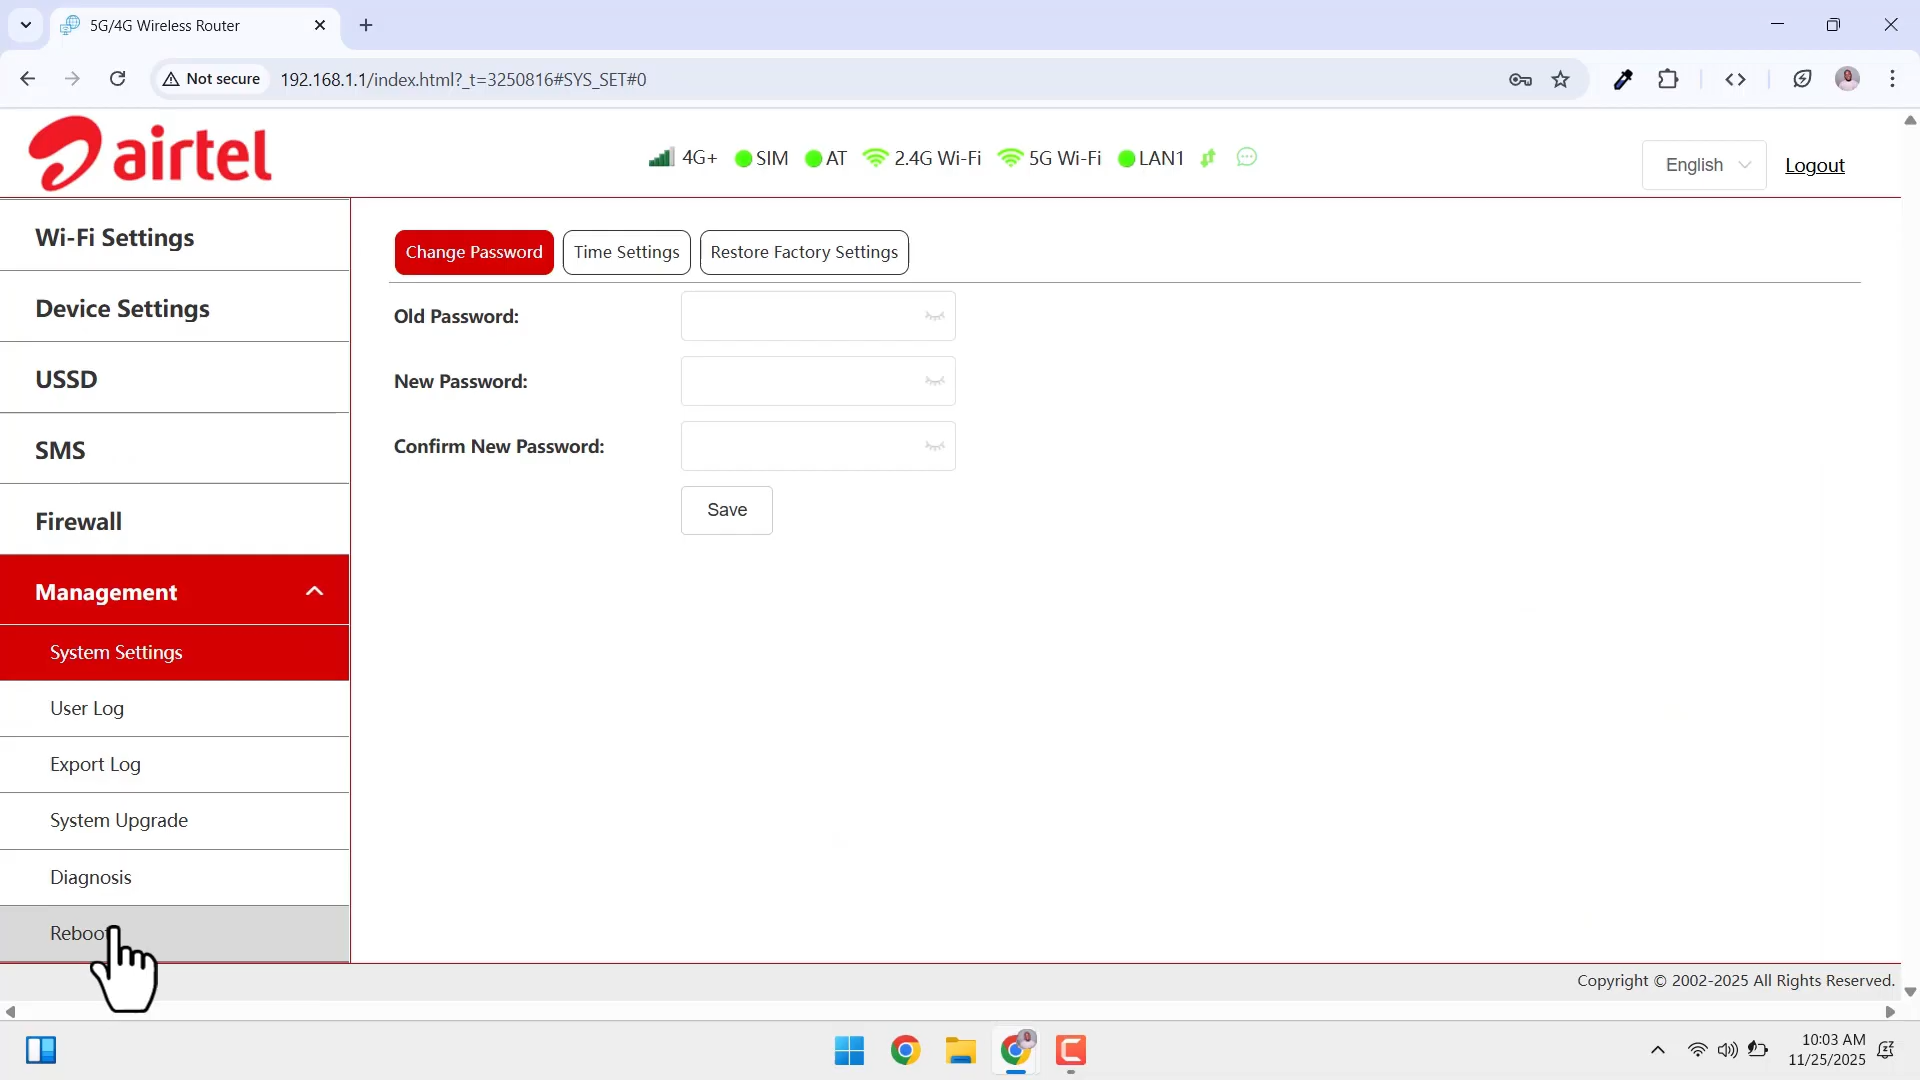 5G/4G Wireless Router
Not secure
192.168.1.1/index.html?_t=3250816#SYS_SET#0
airtel
4G+ SIM AT 2.4G Wi-Fi 5G Wi-Fi LAN1
English
Logout
Wi-Fi Settings
Device Settings
USSD
SMS
Firewall
Management
System Settings
User Log
Export Log
System Upgrade
Diagnosis
Reboot
Change Password Time Settings Restore Factory Settings
Old Password:
New Password:
Confirm New Password:
Save
Copyright © 2002-2025 All Rights Reserved.
10:03 AM
11/25/2025